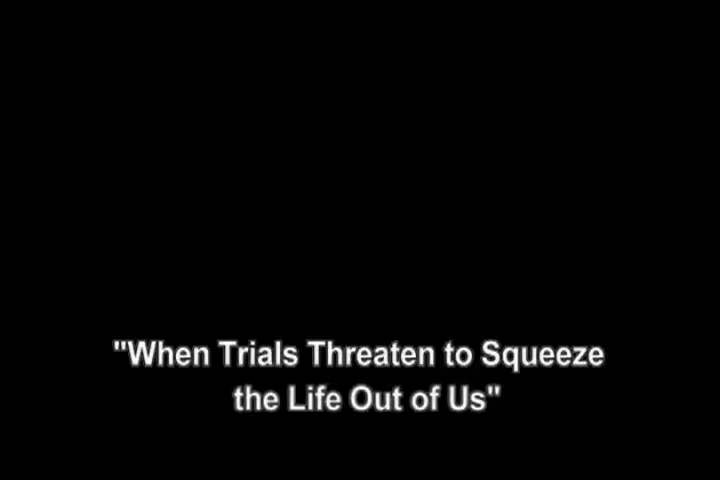 "When Trials Threaten to Squeeze
the Life Out of Us"